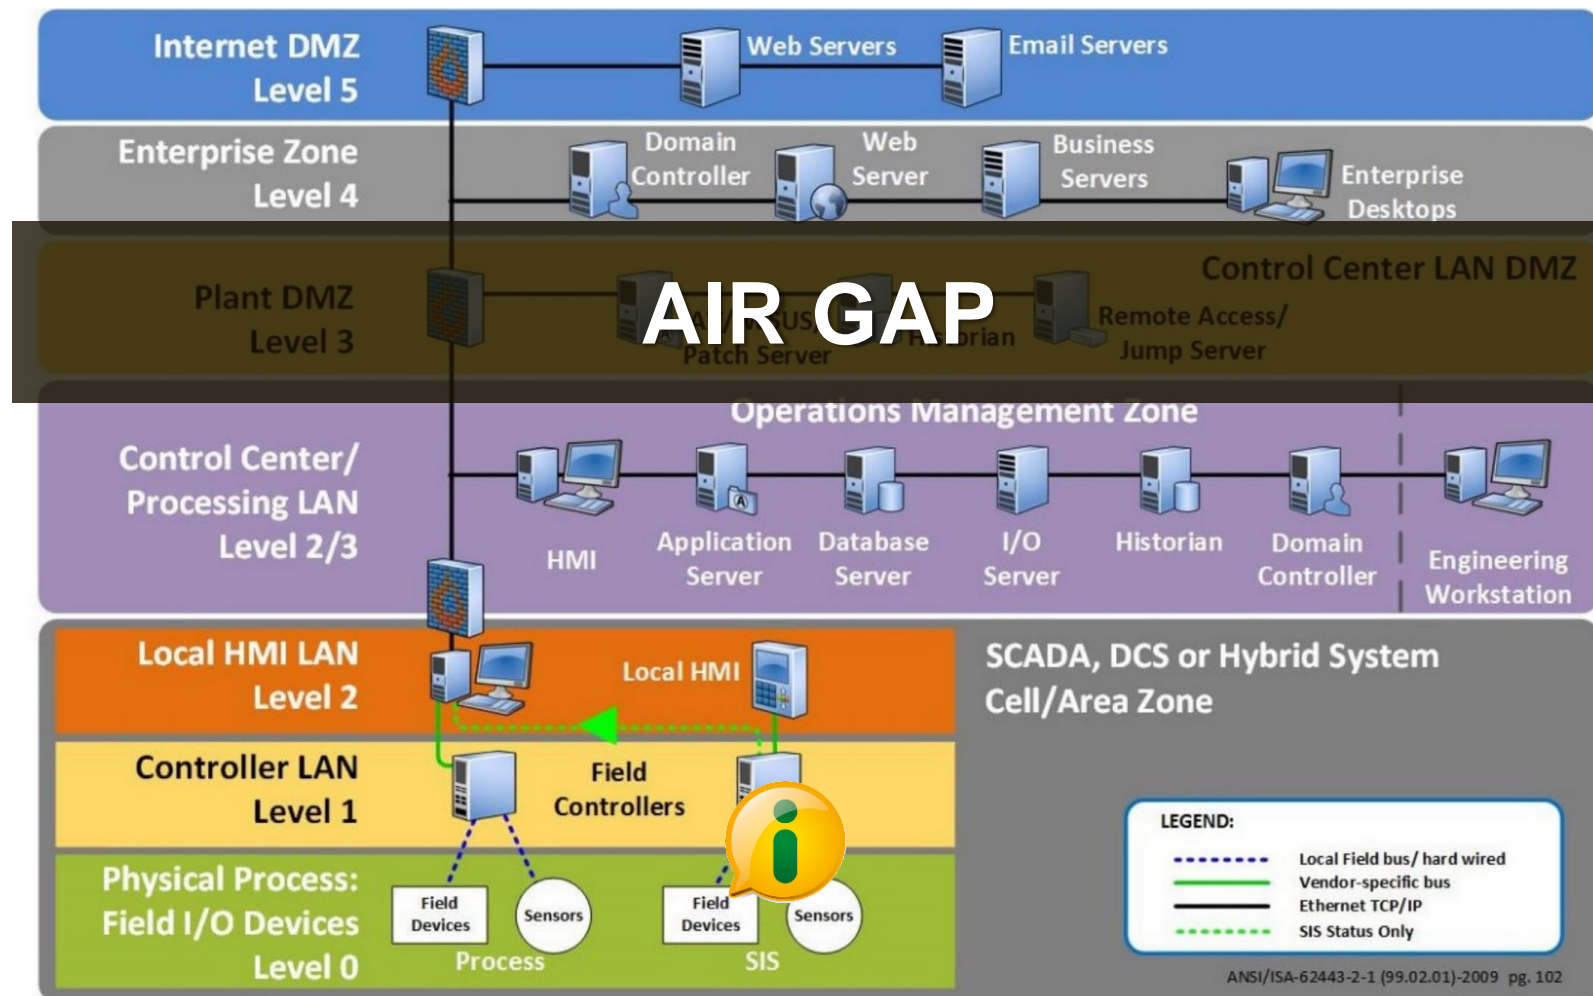 Internet DMZ
Level 5
Web Servers
Email Servers
Enterprise Zone
Level 4
Domain
Controller
Web
Server
Business
Servers
Enterprise
Desktops
Control Center LAN DMZ
Plant DMZ
Level 3
AIR GAP
Patch Server
Remote Access/
Jump Server
Operations Management Zone
Control Center/
Processing LAN
Level 2/3
HMI
Application
Server
Database
Server
I/O
Server
Historian
Domain
Controller
Engineering
Workstation
Local HMI LAN
Level 2
Local HMI
SCADA, DCS or Hybrid System
Cell/Area Zone
Controller LAN
Level 1
Field
Controllers
i
Physical Process:
Field I/O Devices
Level 0
Field
Devices
Sensors
Process
Field
Devices
Sensors
SIS
LEGEND:
Local Field bus/ hard wired
Vendor-specific bus
Ethernet TCP/IP
SIS Status Only
ANSI/ISA-62443-2-1 (99.02.01)-2009 pg. 102